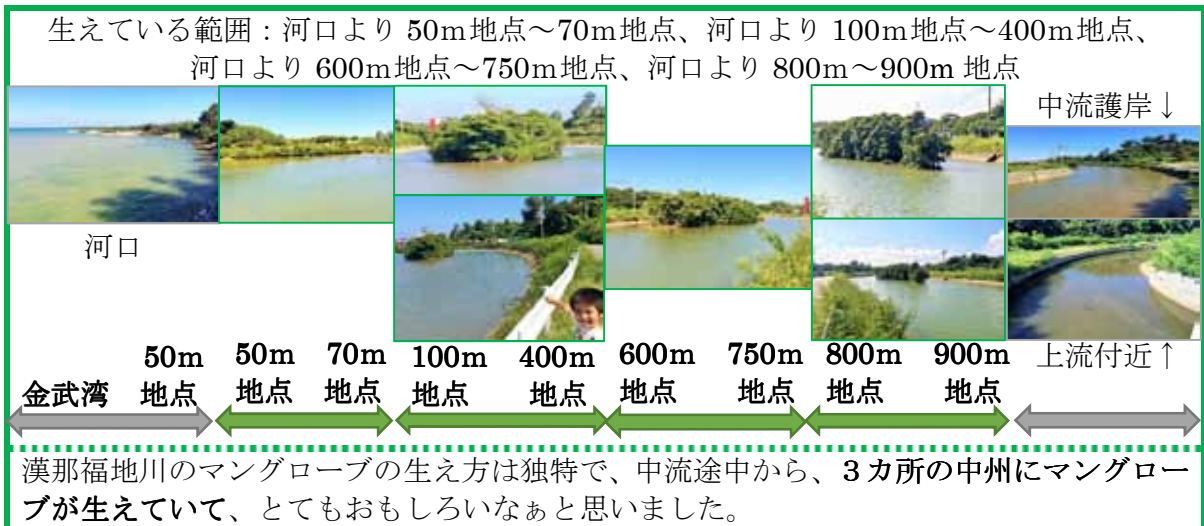 生えている範囲：河口より 50ｍ地点～70ｍ地点、河口より 100ｍ地点～400ｍ地点、
河口より 600ｍ地点～750ｍ地点、河口より 800ｍ～900m 地点
中流護岸↓
河口
上流付近↑
金武湾
50m
地点
50m
地点
70m
地点
100m
地点
400m
地点
600m
地点
750m
地点
800m
地点
900m
地点
漢那福地川のマングローブの生え方は独特で、中流途中から、３カ所の中州にマングロー
ブが生えていて、とてもおもしろいなぁと思いました。